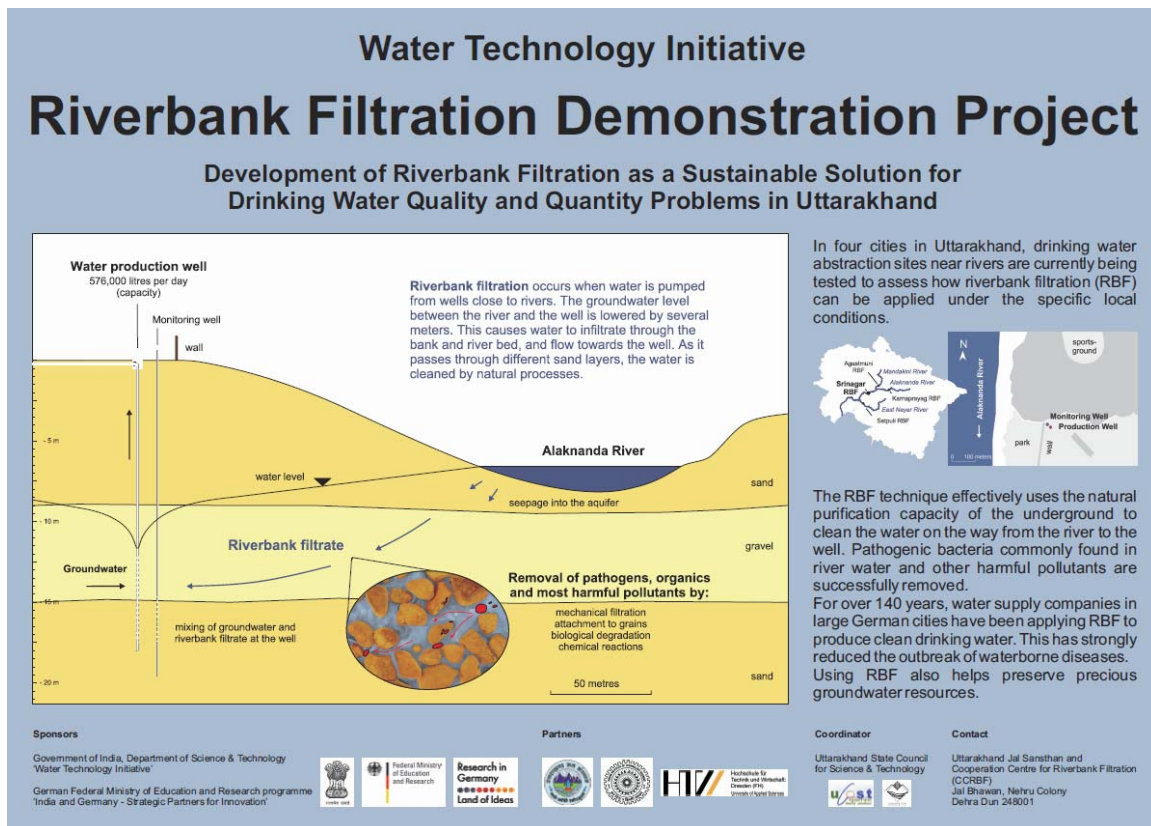 Water Technology Initiative
Riverbank Filtration Demonstration Project
Development of Riverbank Filtration as a Sustainable Solution for
Drinking Water Quality and Quantity Problems in Uttarakhand
Water production well
576,000 litres per day
(capacity)
Monitoring well
wall
Riverbank filtration occurs when water is pumped
from wells close to rivers. The groundwater level
between the river and the well is lowered by several
meters. This causes water to infiltrate through the
bank and river bed, and flow towards the well. As it
passes through different sand layers, the water is
cleaned by natural processes.
- 5 m
Alaknanda River
water level
sand
seepage into the aquifer
- 10 m
Riverbank filtrate
gravel
Groundwater
Removal of pathogens, organics
and most harmful pollutants by:
- 15 m
mechanical filtration
attachment to grains
biological degradation
chemical reactions
mixing of groundwater and
riverbank filtrate at the well
sand
- 20 m
50 metres
In four cities in Uttarakhand, drinking water
abstraction sites near rivers are currently being
tested to assess how riverbank filtration (RBF)
can be applied under the specific local
conditions.
Agastmuni
RBF
Mandakini River
Alaknanda River
Srinagar
RBF
Karnaprayag RBF
East Nayar River
Satpuli RBF
N
Alaknanda River
sports-
ground
Monitoring Well
Production Well
park
Wall
0 100 meters
The RBF technique effectively uses the natural
purification capacity of the underground to
clean the water on the way from the river to the
well. Pathogenic bacteria commonly found in
river water and other harmful pollutants are
successfully removed.
For over 140 years, water supply companies in
large German cities have been applying RBF to
produce clean drinking water. This has strongly
reduced the outbreak of waterborne diseases.
Using RBF also helps preserve precious
groundwater resources.
Sponsors
Government of India, Department of Science & Technology
'Water Technology Initiative'
German Federal Ministry of Education and Research programme
'India and Germany - Strategic Partners for Innovation'
Federal Ministry
of Education
and Research
Research in
Germany
Land of Ideas
Partners
HTW
Hochschule für
Technik und Wirtschaft
Dresden (FH)
University of Applied Sciences
Coordinator
Uttarakhand State Council
for Science & Technology
Contact
Uttarakhand Jal Sansthan and
Cooperation Centre for Riverbank Filtration
(CCRBF)
Jal Bhawan, Nehru Colony
Dehra Dun 248001